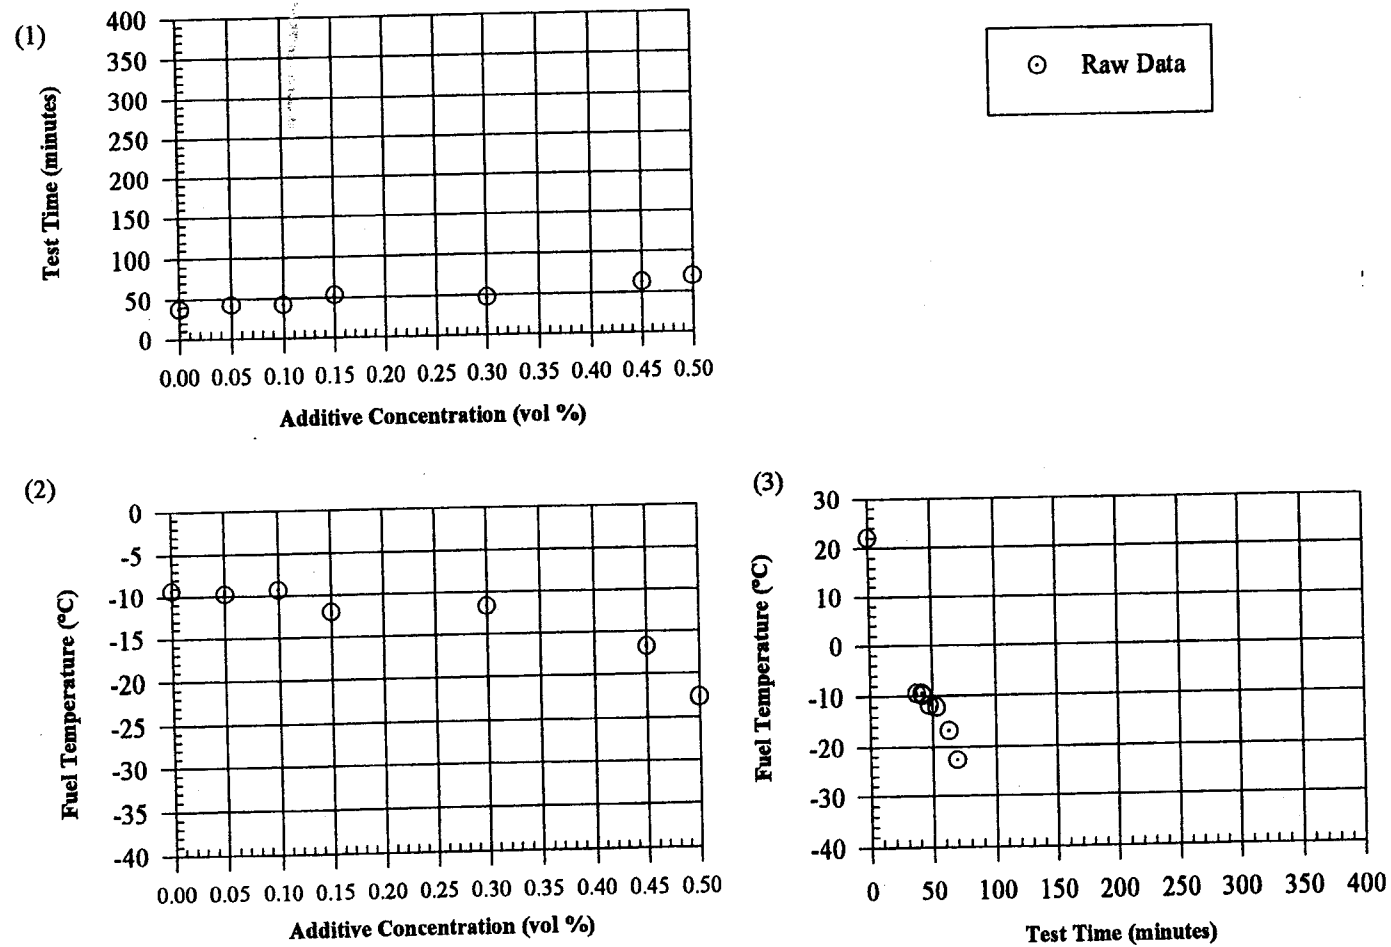 (1)
400
350
300
250
200
150
100
50
0
Test Time (minutes)
0.00 0.05 0.10 0.15 0.20 0.25 0.30 0.35 0.40 0.45 0.50
Additive Concentration (vol %)
Raw Data
(2)
0
-5
-10
-15
-20
-25
-30
-35
-40
Fuel Temperature (°C)
0.00 0.05 0.10 0.15 0.20 0.25 0.30 0.35 0.40 0.45 0.50
Additive Concentration (vol %)
(3)
30
20
10
0
-10
-20
-30
-40
Fuel Temperature (°C)
0 50 100 150 200 250 300 350 400
Test Time (minutes)